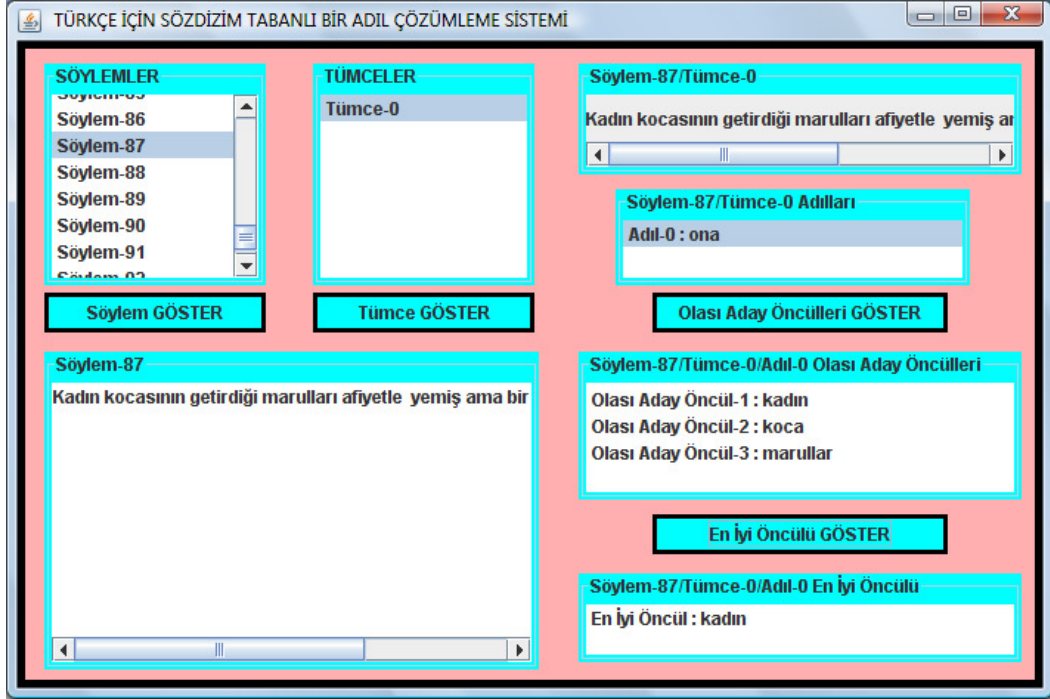 TÜRKÇE İÇİN SÖZDİZİM TABANLI BİR ADIL ÇÖZÜMLEME SİSTEMİ
SÖYLEMLER
Söylem-86
Söylem-87
Söylem-88
Söylem-89
Söylem-90
Söylem-91
Söylem GÖSTER
TÜMCELER
Tümce-0
Tümce GÖSTER
Söylem-87/Tümce-0
Kadın kocasının getirdiği marulları afiyetle yemiş
Söylem-87/Tümce-0 Adılları
Adıl-0 : ona
Olası Aday Öncülleri GÖSTER
Söylem-87
Kadın kocasının getirdiği marulları afiyetle yemiş ama bir
Söylem-87/Tümce-0/Adıl-0 Olası Aday Öncülleri
Olası Aday Öncül-1 : kadın
Olası Aday Öncül-2 : koca
Olası Aday Öncül-3 : marullar
En İyi Öncülü GÖSTER
Söylem-87/Tümce-0/Adıl-0 En İyi Öncülü
En İyi Öncül : kadın